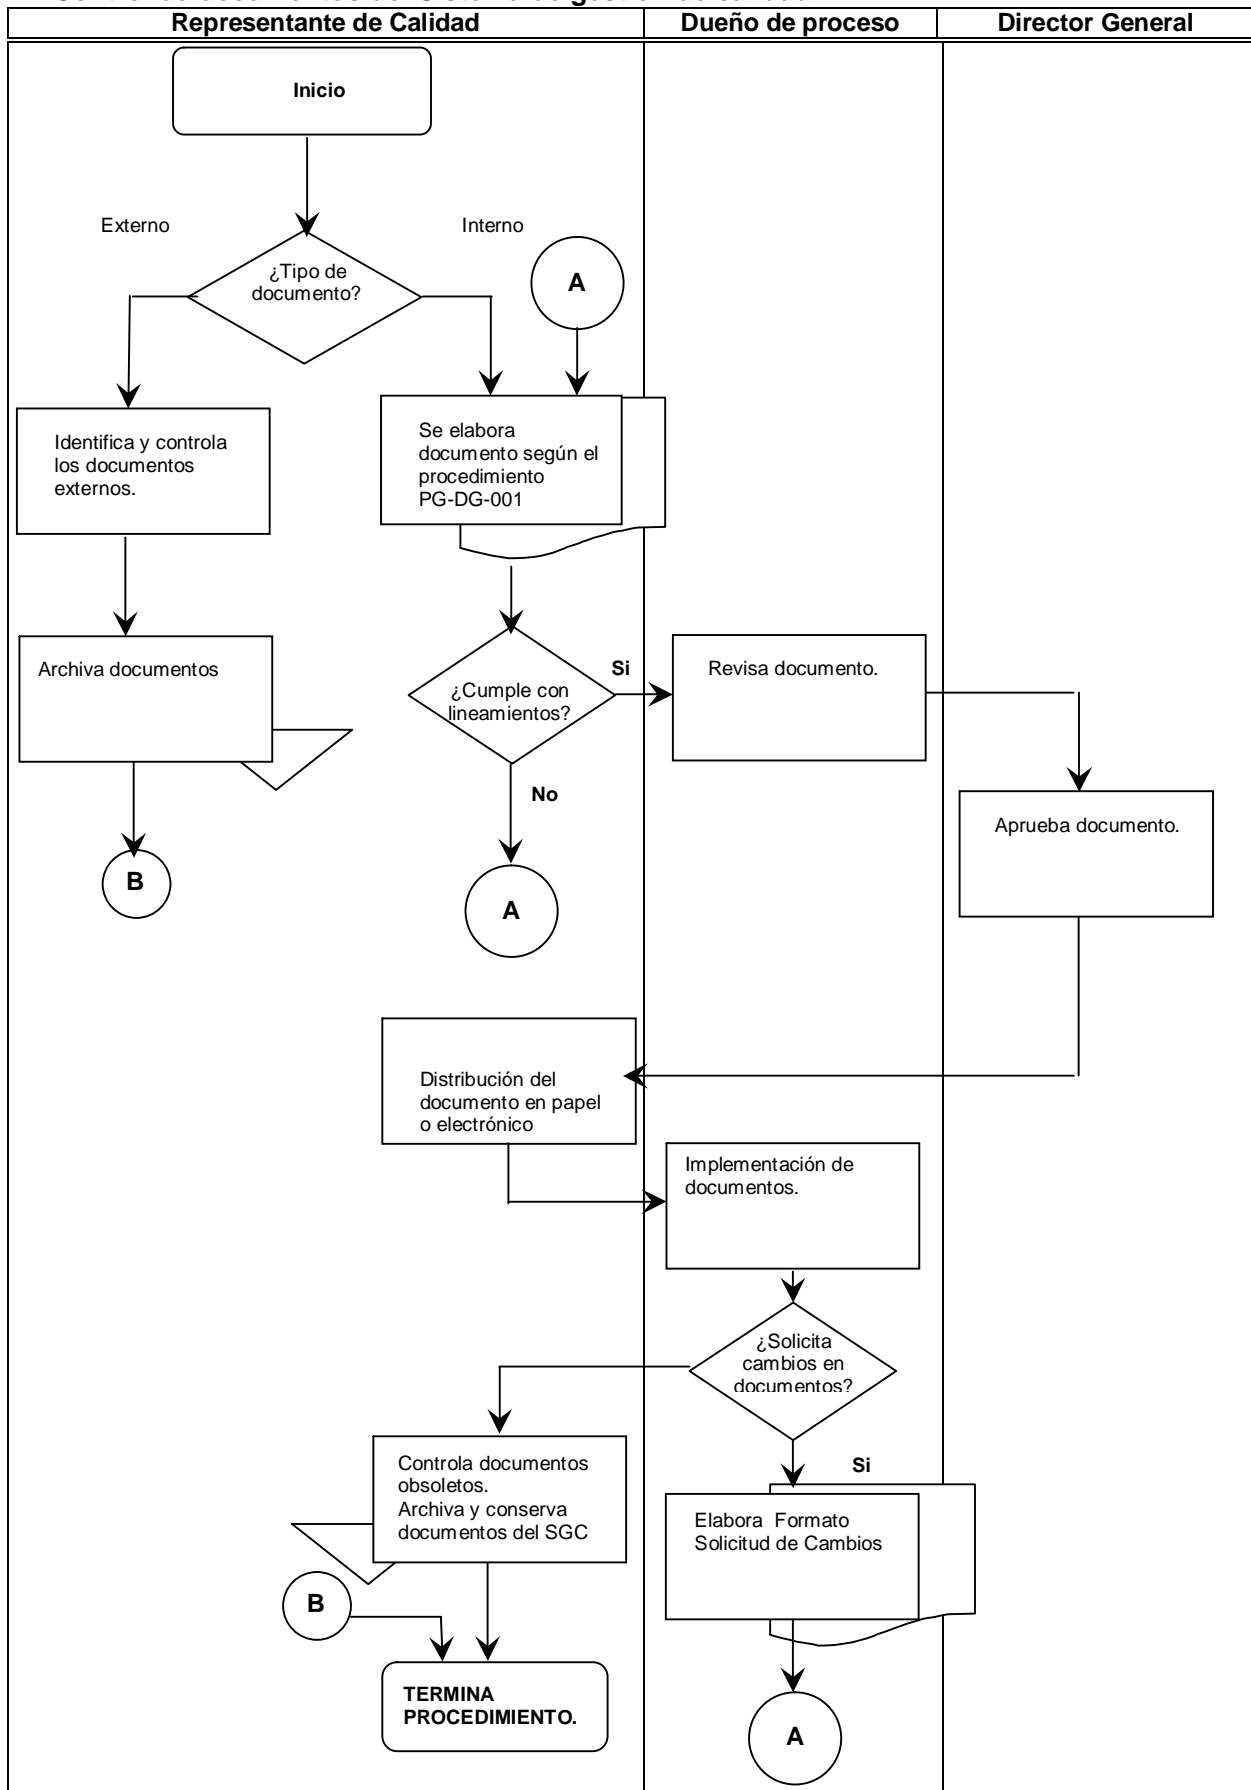 Representante de Calidad
Dueño de proceso
Director General
Inicio
Externo
Interno
¿Tipo de
documento?
A
Identifica y controla
los documentos
externos.
Se elabora
documento según el
procedimiento
PG-DG-001
Archiva documentos
¿Cumple con
lineamientos?
Si
Revisa documento.
No
Aprueba documento.
B
A
Distribución del
documento en papel
o electrónico
Implementación de
documentos.
¿Solicita
cambios en
documentos?
Controla documentos
obsoletos.
Archiva y conserva
documentos del SGC
Si
Elabora Formato
Solicitud de Cambios
B
TERMINA
PROCEDIMIENTO.
A